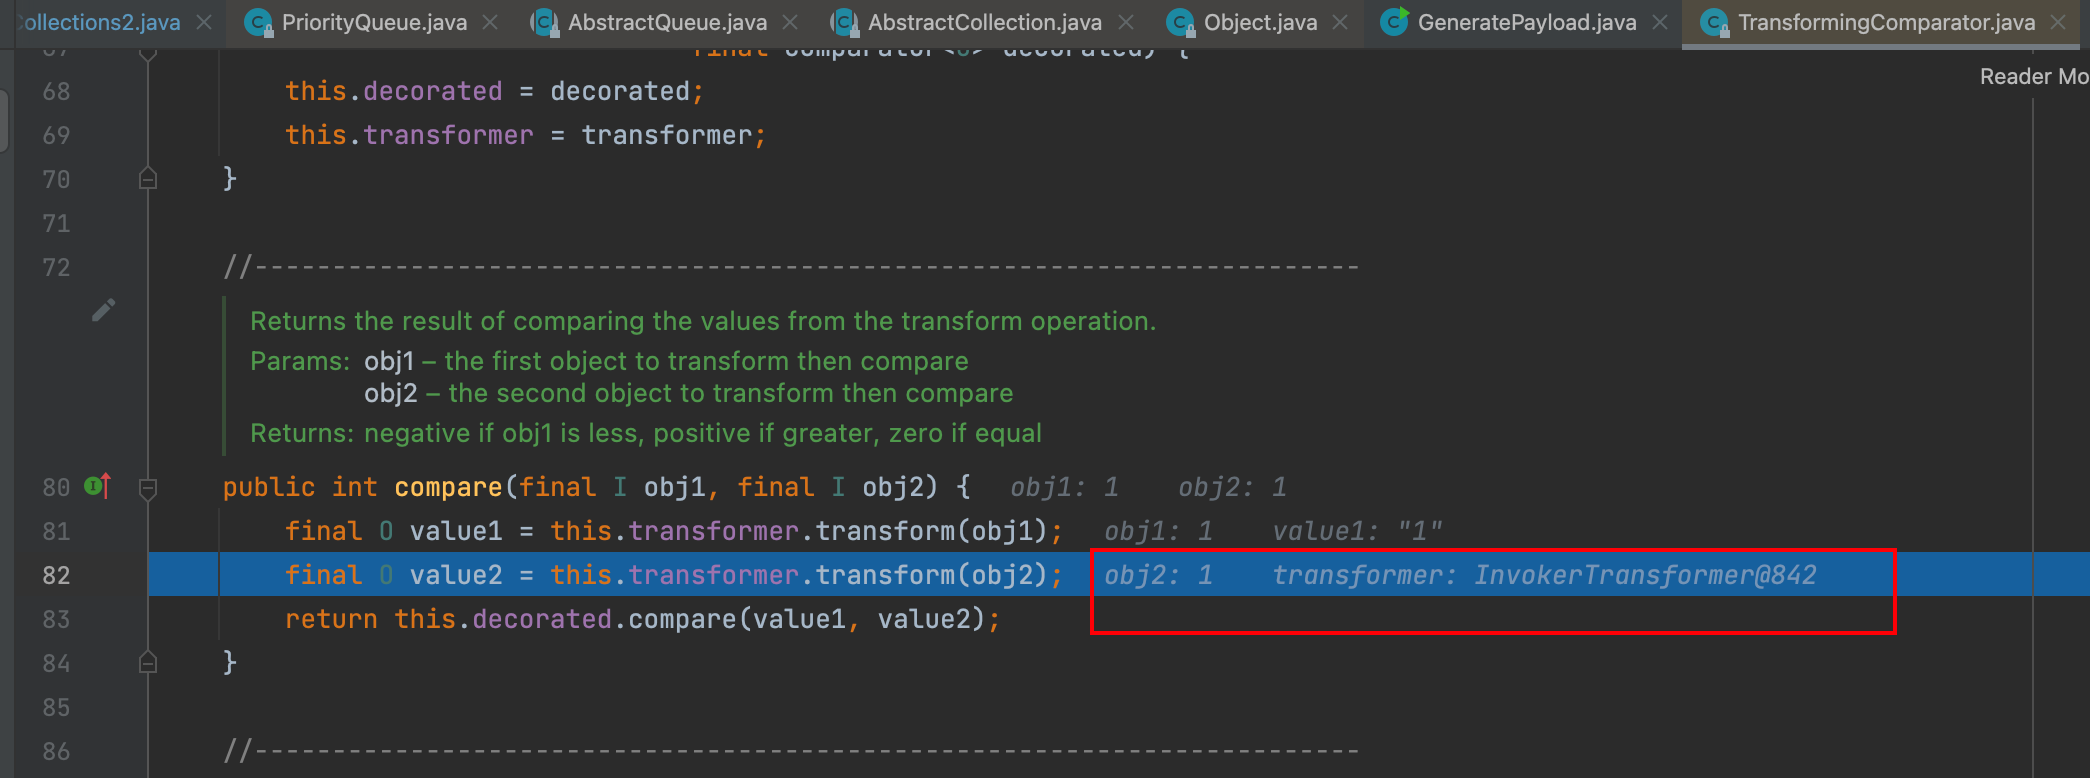 ollections2.java PriorityQueue.java AbstractQueue.java AbstractCollection.java Object.java GeneratePayload.java TransformingComparator.java
67 final Comparator<O> decorated) {
Reader Mo
68 this.decorated = decorated;
69 this.transformer = transformer;
70 }
71
72 //-----------------------------------------------------------------------
Returns the result of comparing the values from the transform operation.
Params: obj1 – the first object to transform then compare
obj2 – the second object to transform then compare
Returns: negative if obj1 is less, positive if greater, zero if equal
80 public int compare(final I obj1, final I obj2) { obj1: 1 obj2: 1
81 final O value1 = this.transformer.transform(obj1); obj1: 1 value1: "1"
82 final O value2 = this.transformer.transform(obj2); obj2: 1 transformer: InvokerTransformer@842
83 return this.decorated.compare(value1, value2);
84 }
85
86 //-----------------------------------------------------------------------